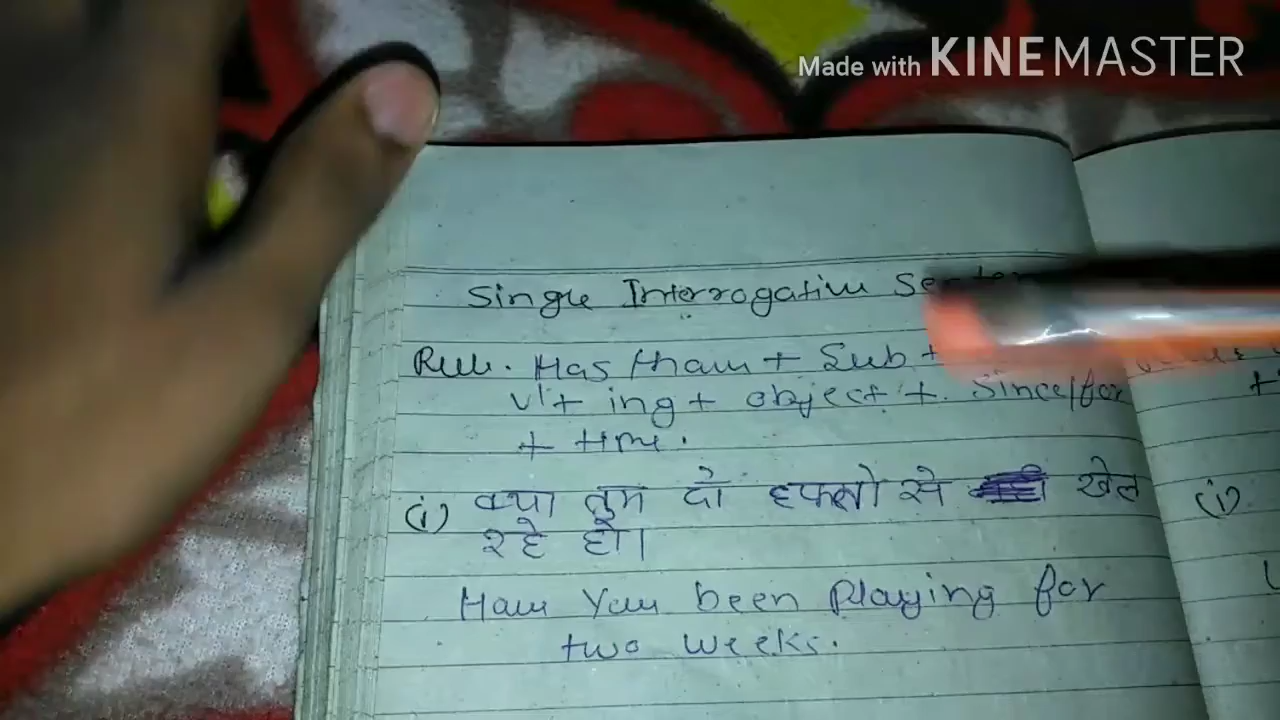 Made with KINEMASTER
Single Interrogative
Rule. Has/have + Sub +
v1+ ing + object + Since/for
+ time.
(i) क्या तुम दो हफ्तो से खेल
रहे हो।
Have You been Playing for
two weeks.
(i)